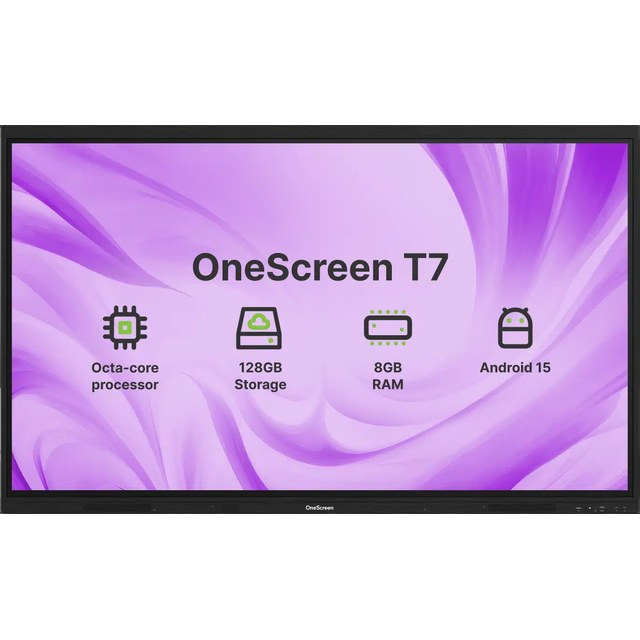 OneScreen T7
Octa-core
processor
128GB
Storage
8GB
RAM
Android 15
OneScreen